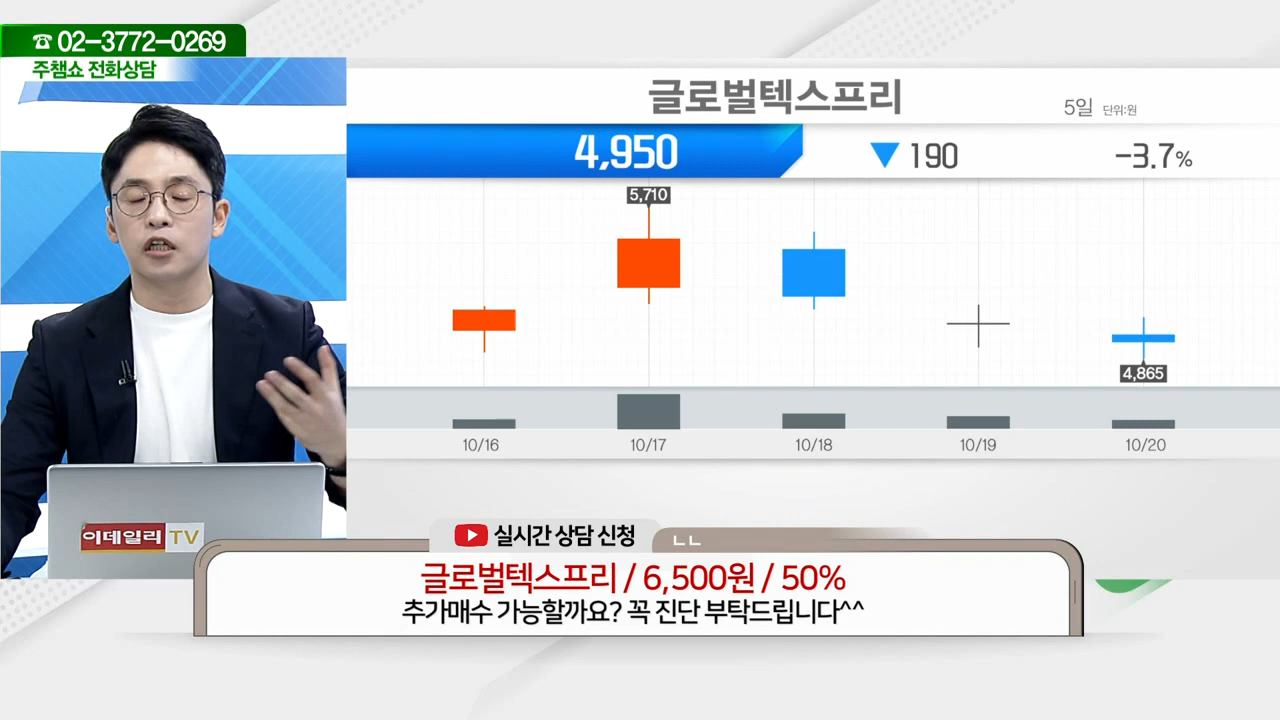 ☎ 02-3772-0269
주챔쇼 전화상담
글로벌텍스프리
5일 단위:원
4,950 ▼ 190 -3.7%
5,710
4,865
10/16 10/17 10/18 10/19 10/20
이데일리 TV
실시간 상담 신청 ㄴㄴ
글로벌텍스프리 / 6,500원 / 50%
추가매수 가능할까요? 꼭 진단 부탁드립니다^^